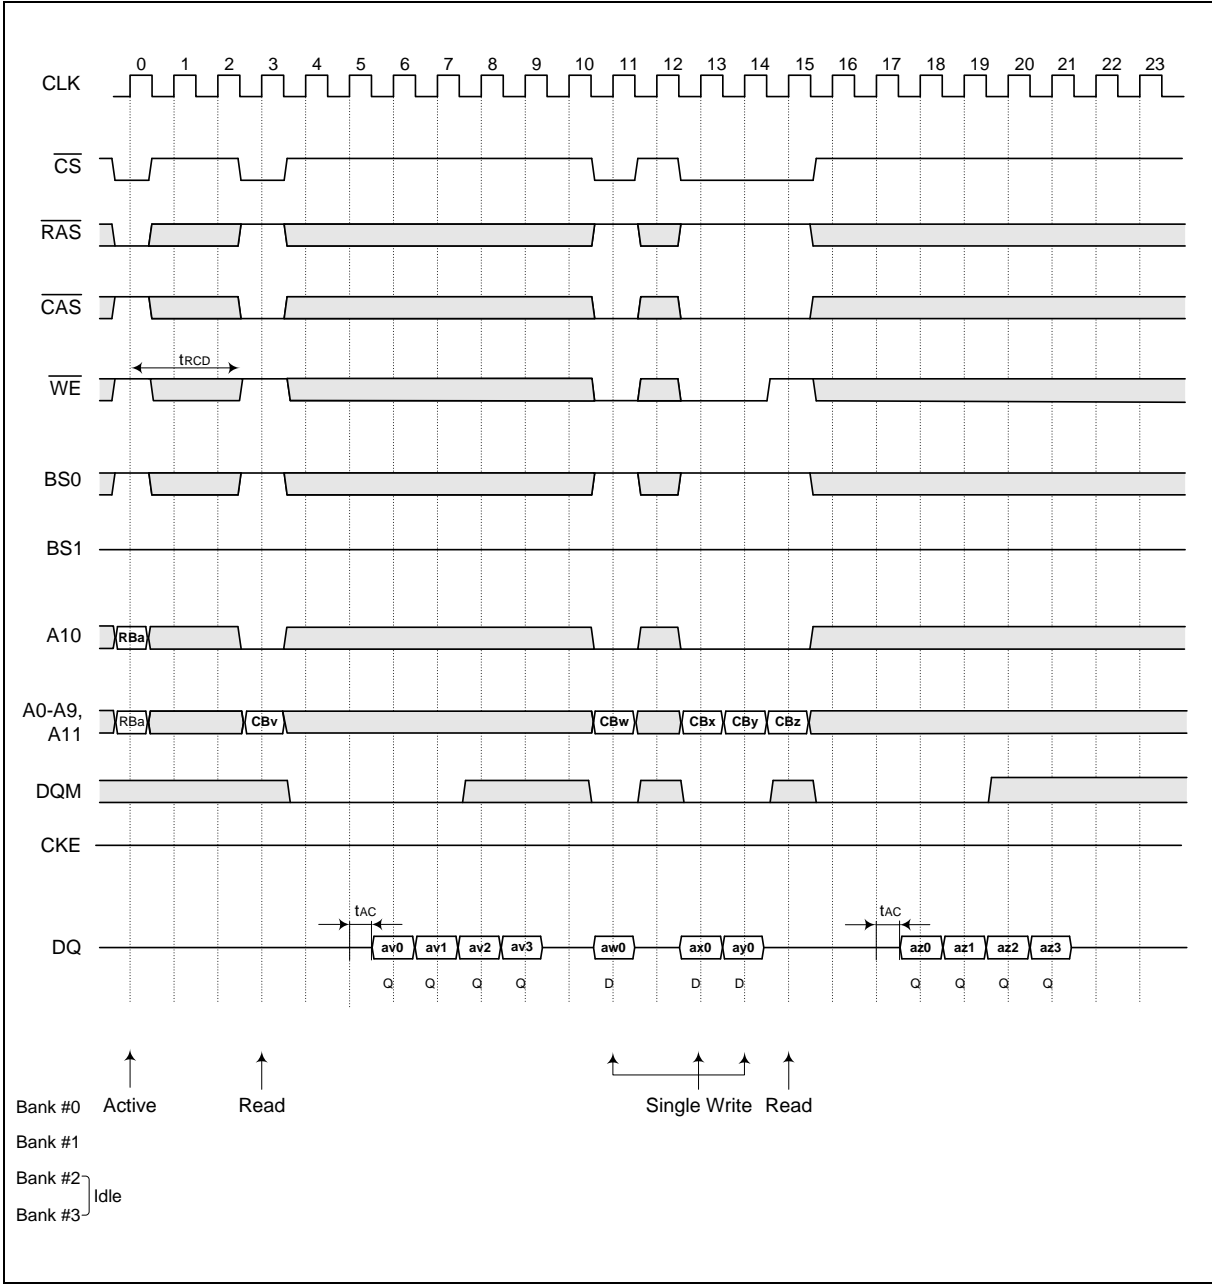 0 1 2 3 4 5 6 7 8 9 10 11 12 13 14 15 16 17 18 19 20 21 22 23
CLK
CS
RAS
CAS
tRCD
WE
BS0
BS1
A10 RBa
A0-A9,
A11
RBa CBv CBw CBx CBy CBz
DQM
CKE
tAC tAC
DQ av0 av1 av2 av3 aw0 ax0 ay0 az0 az1 az2 az3
Q Q Q Q D D D Q Q Q Q
Bank #0 Active Read Single Write Read
Bank #1
Bank #2
Idle
Bank #3